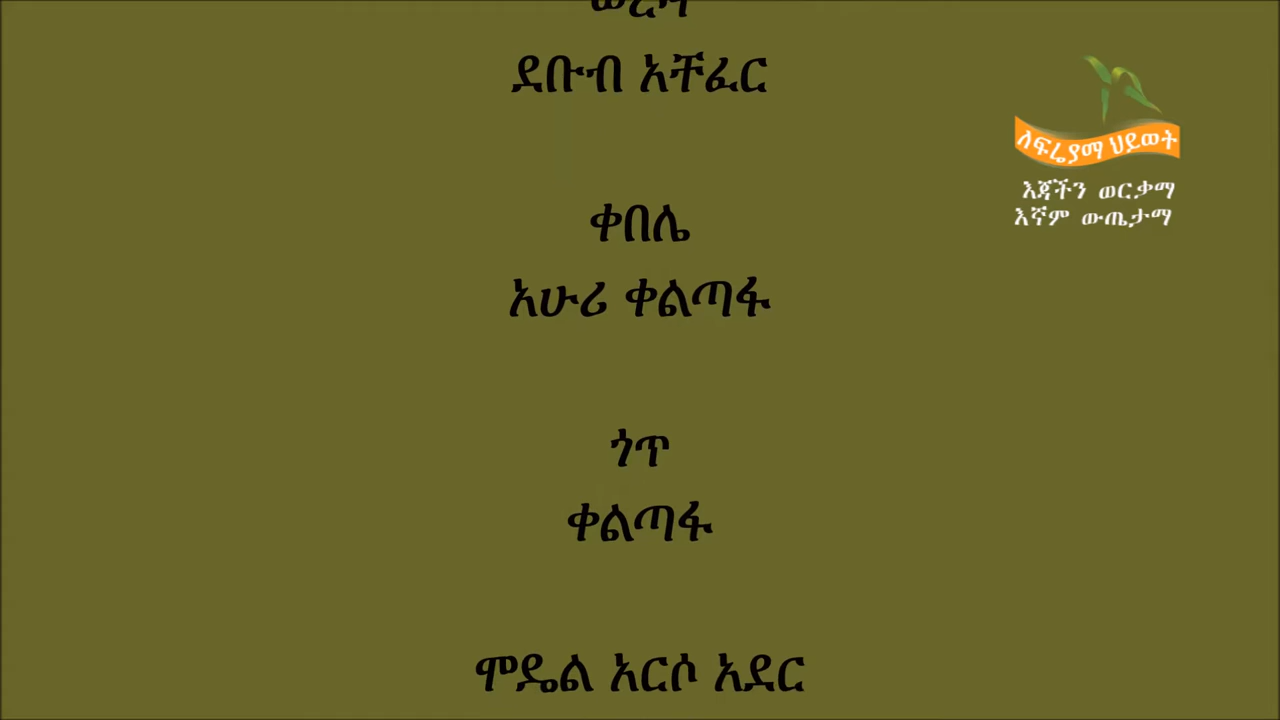 ደቡብ አቸፈር
ለፍሬያማ ህይወት
እጃችን ወርቃማ
እኛም ውጤታማ
ቀበሌ
አሁሪ ቀልጣፋ
ጎጥ
ቀልጣፋ
ሞዴል አርሶ አደር